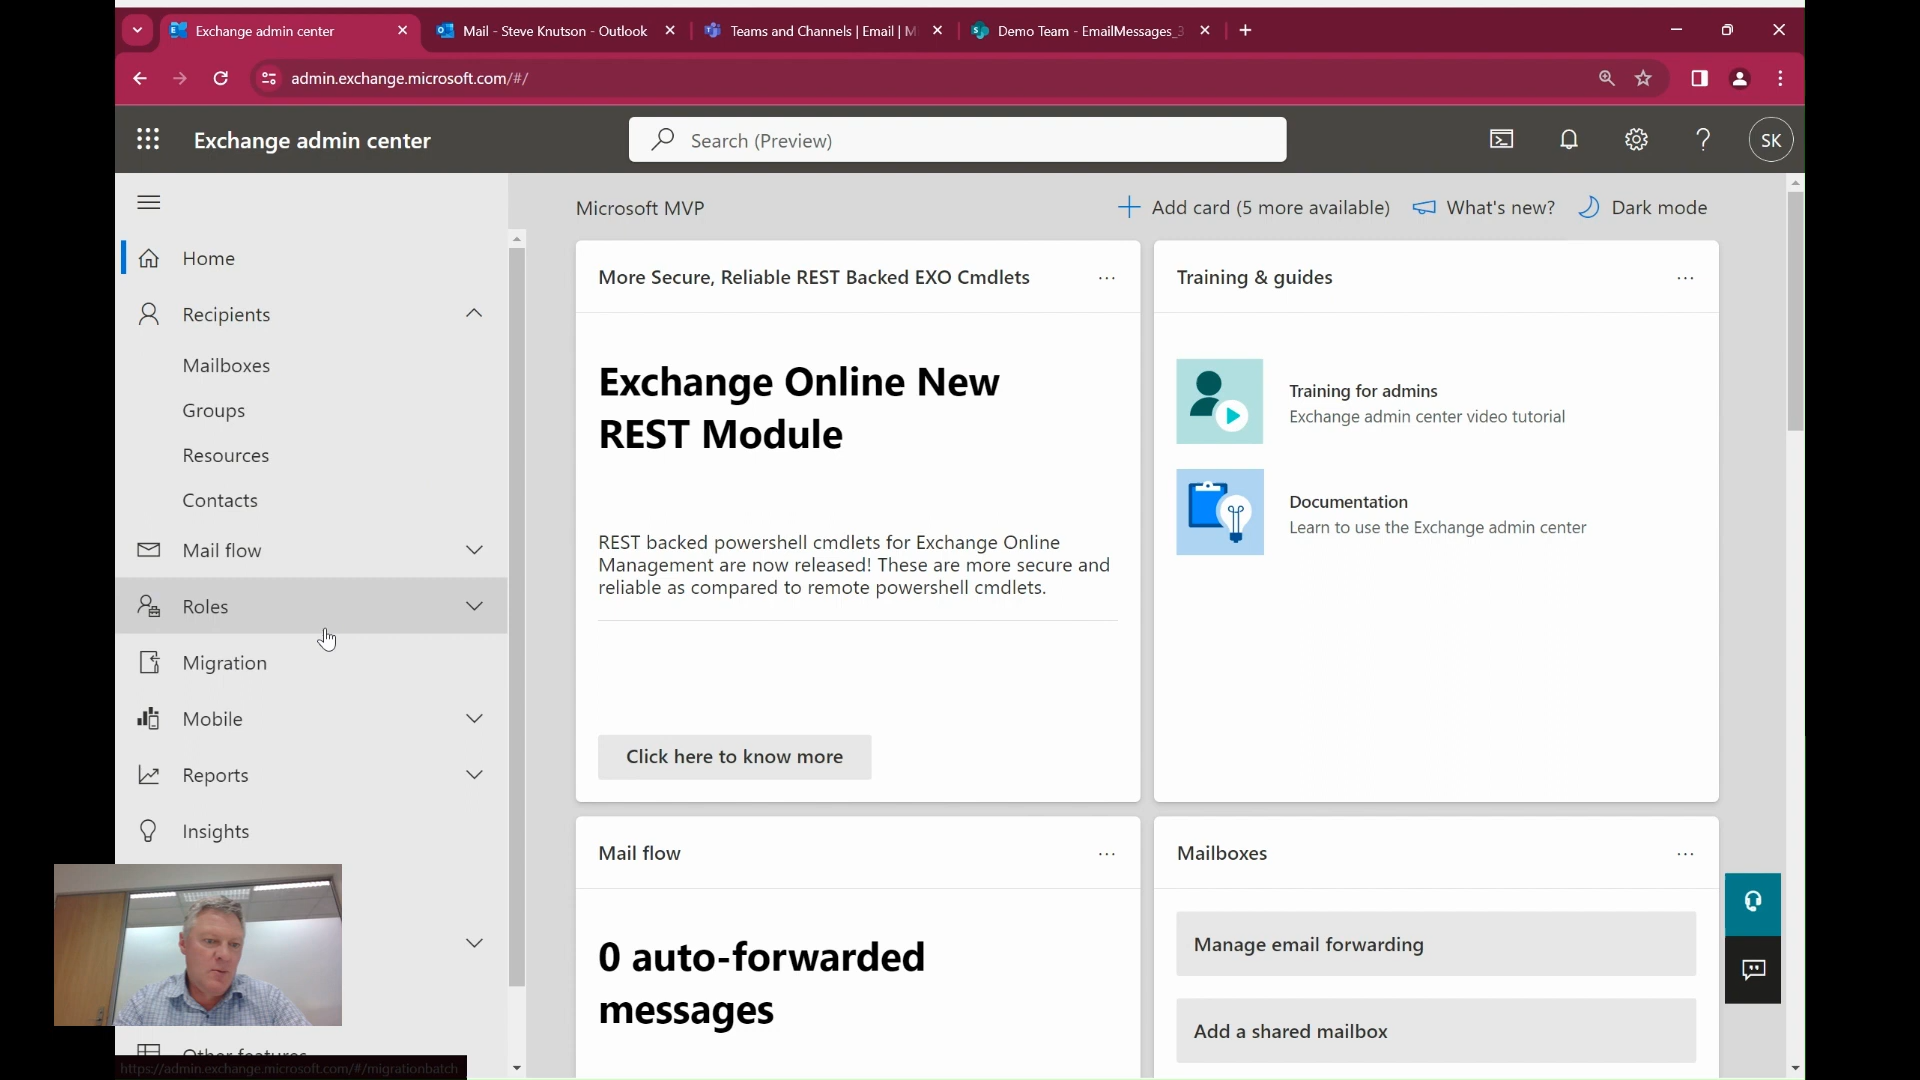 Exchange admin center
Mail - Steve Knutson - Outlook
Teams and Channels | Email | M
Demo Team - EmailMessages_3
admin.exchange.microsoft.com/#/
Exchange admin center
Search (Preview)
SK
Microsoft MVP
Add card (5 more available)
What's new?
Dark mode
Home
Recipients
Mailboxes
Groups
Resources
Contacts
Mail flow
Roles
Migration
Mobile
Reports
Insights
Other features
https://admin.exchange.microsoft.com/#/migrationbatch
More Secure, Reliable REST Backed EXO Cmdlets
Exchange Online New
REST Module
REST backed powershell cmdlets for Exchange Online
Management are now released! These are more secure and
reliable as compared to remote powershell cmdlets.
Click here to know more
Training & guides
Training for admins
Exchange admin center video tutorial
Documentation
Learn to use the Exchange admin center
Mail flow
0 auto-forwarded
messages
Mailboxes
Manage email forwarding
Add a shared mailbox